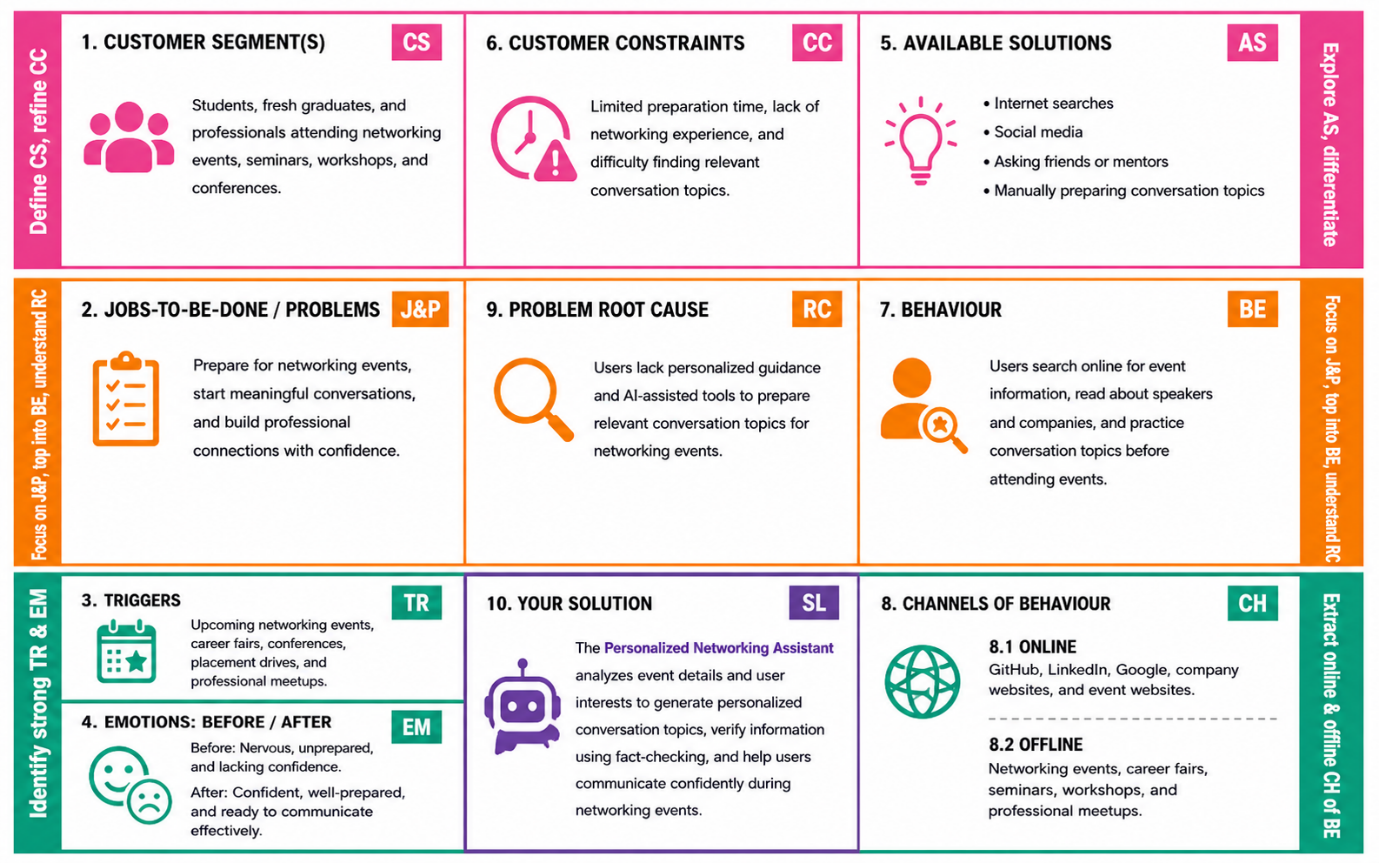 Define CS, refine CC
1. CUSTOMER SEGMENT(S)
CS
Students, fresh graduates, and
professionals attending networking
events, seminars, workshops, and
conferences.
6. CUSTOMER CONSTRAINTS
CC
Limited preparation time, lack of
networking experience, and
difficulty finding relevant
conversation topics.
5. AVAILABLE SOLUTIONS
AS
• Internet searches
• Social media
• Asking friends or mentors
• Manually preparing conversation topics
Explore AS, differentiate
Focus on J&P, top into BE, understand RC
2. JOBS-TO-BE-DONE / PROBLEMS
J&P
Prepare for networking events,
start meaningful conversations,
and build professional
connections with confidence.
9. PROBLEM ROOT CAUSE
RC
Users lack personalized guidance
and AI-assisted tools to prepare
relevant conversation topics for
networking events.
7. BEHAVIOUR
BE
Users search online for event
information, read about speakers
and companies, and practice
conversation topics before
attending events.
Focus on J&P, top into BE, understand RC
Identify strong TR & EM
3. TRIGGERS
TR
Upcoming networking events,
career fairs, conferences,
placement drives, and
professional meetups.
4. EMOTIONS: BEFORE / AFTER
EM
Before: Nervous, unprepared,
and lacking confidence.
After: Confident, well-prepared,
and ready to communicate
effectively.
10. YOUR SOLUTION
SL
The Personalized Networking Assistant
analyzes event details and user
interests to generate personalized
conversation topics, verify information
using fact-checking, and help users
communicate confidently during
networking events.
8. CHANNELS OF BEHAVIOUR
CH
8.1 ONLINE
GitHub, LinkedIn, Google, company
websites, and event websites.
8.2 OFFLINE
Networking events, career fairs,
seminars, workshops, and
professional meetups.
Extract online & offline CH of BE